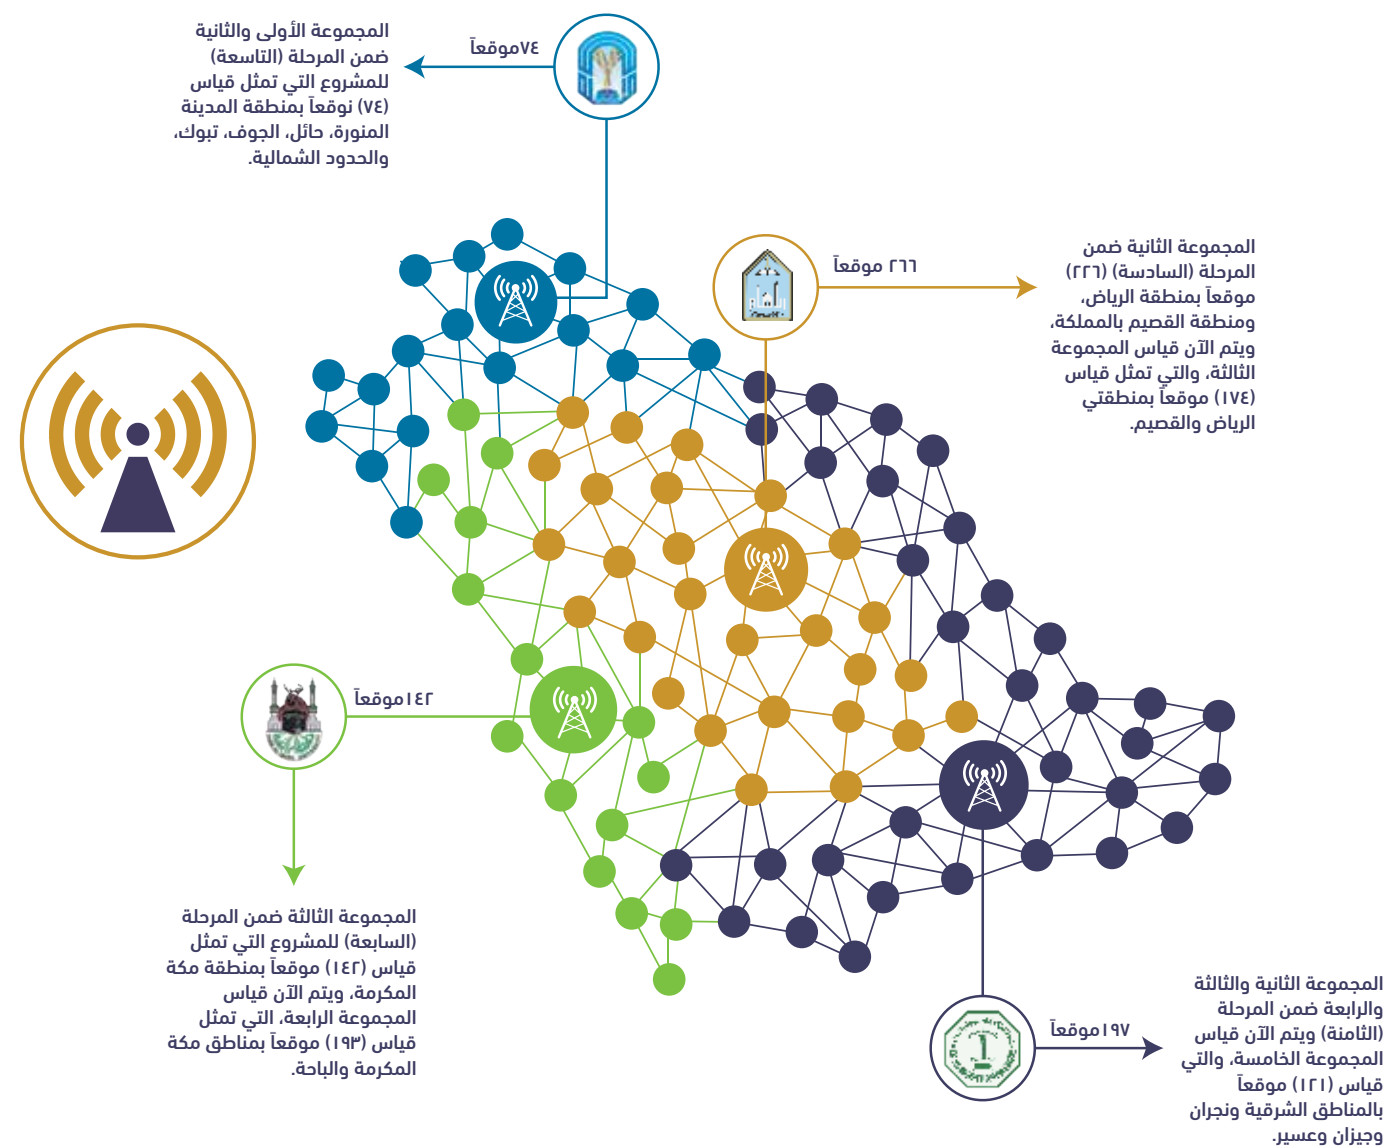 المجموعة الأولى والثانية
ضمن المرحلة (التاسعة)
للمشروع التي تمثل قياس
(٧٤) نوقعاً بمنطقة المدينة
المنورة، حائل، الجوف، تبوك،
والحدود الشمالية.
٧٤موقعاً
٢٦٦ موقعاً
المجموعة الثانية ضمن
المرحلة (السادسة) (٢٢٦)
موقعاً بمنطقة الرياض،
ومنطقة القصيم بالمملكة،
ويتم الآن قياس المجموعة
الثالثة، والتي تمثل قياس
(١٧٤) موقعاً بمنطقتي
الرياض والقصيم.
١٤٢موقعاً
المجموعة الثالثة ضمن المرحلة
(السابعة) للمشروع التي تمثل
قياس (١٤٢) موقعاً بمنطقة مكة
المكرمة، ويتم الآن قياس
المجموعة الرابعة، التي تمثل
قياس (١٩٣) موقعاً بمناطق مكة
المكرمة والباحة.
١٩٧موقعاً
المجموعة الثانية والثالثة
والرابعة ضمن المرحلة
(الثامنة) ويتم الآن قياس
المجموعة الخامسة، والتي
قياس (١٢١) موقعاً
بالمناطق الشرقية ونجران
وجيزان وعسير.